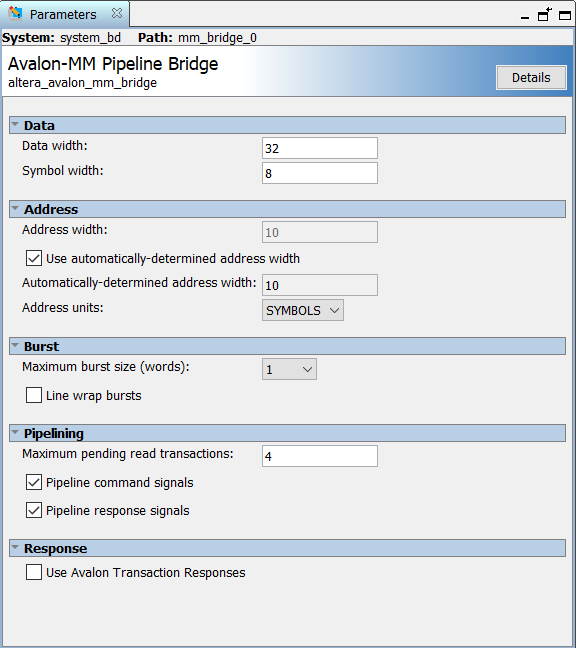 Parameters
System: system_bd Path: mm_bridge_0
Avalon-MM Pipeline Bridge
altera_avalon_mm_bridge
Details
Data
Data width: 32
Symbol width: 8
Address
Address width: 10
Use automatically-determined address width
Automatically-determined address width: 10
Address units: SYMBOLS
Burst
Maximum burst size (words): 1
Line wrap bursts
Pipelining
Maximum pending read transactions: 4
Pipeline command signals
Pipeline response signals
Response
Use Avalon Transaction Responses